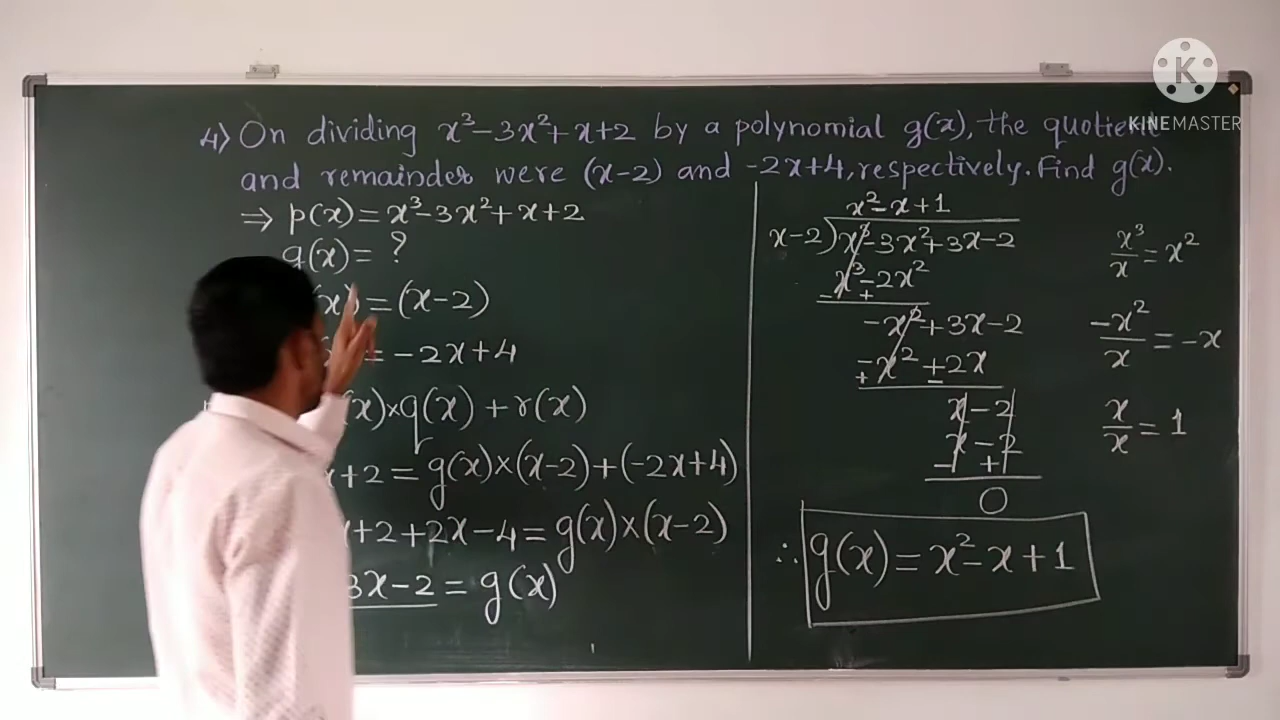 4) On dividing x³-3x²+x+2 by a polynomial g(x), the quotient
and remainder were (x-2) and -2x+4, respectively. Find g(x).
⇒ p(x) = x³-3x²+x+2
g(x) = ?
(x) = (x-2)
= -2x+4
(x)×q(x) + r(x)
x+2 = g(x)×(x-2)+(-2x+4)
+2+2x-4 = g(x)×(x-2)
3x-2 = g(x)
x²-x+1
x-2)x³-3x²+3x-2
x³-2x²
- +
-x²+3x-2
-x²+2x
+ -
x-2
x-2
- +
0
x³/x = x²
-x²/x = -x
x/x = 1
∴ g(x) = x²-x+1
K
KINEMASTER